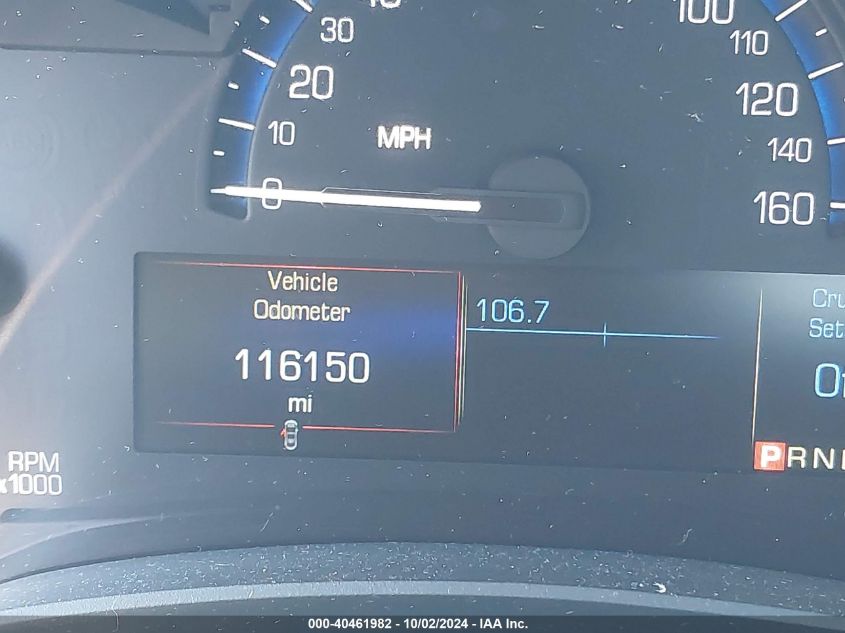 30
100
20
110
10
MPH
120
140
0
160
Vehicle
Odometer
106.7
116150
mi
RPM
x1000
PRN
000-40461982 - 10/02/2024 - IAA Inc.